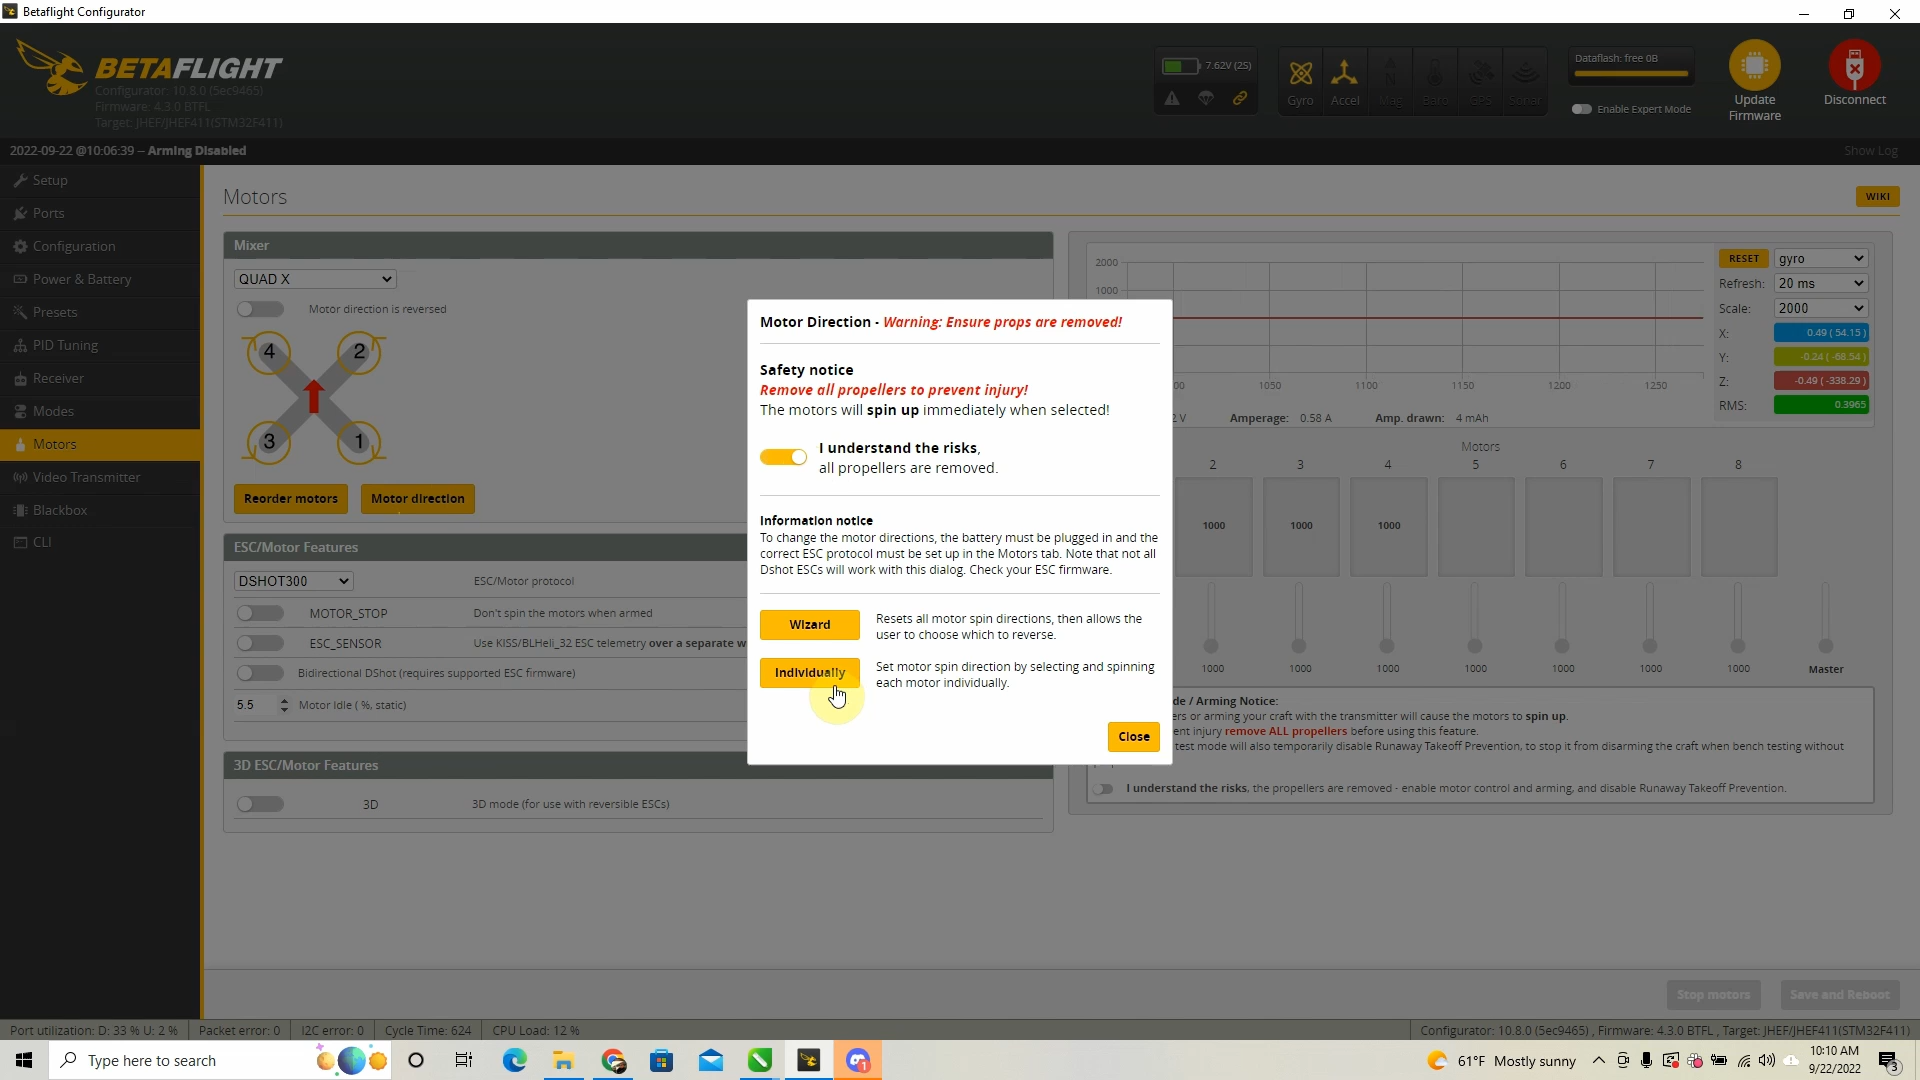 Betaflight Configurator
BETAFLIGHT
Configurator: 10.8.0 (5ec9465)
Firmware: 4.3.0 BTFL
Target: JHEF/JHEF411(STM32F411)
7.62V (2S)
Gyro
Accel
Mag
Baro
GPS
Sonar
Dataflash: free 0B
Enable Expert Mode
Update
Firmware
Disconnect
2022-09-22 @10:06:39 -- Arming Disabled
Show Log
Setup
Ports
Configuration
Power & Battery
Presets
PID Tuning
Receiver
Modes
Motors
Video Transmitter
Blackbox
CLI
Motors
WIKI
Mixer
QUAD X
Motor direction is reversed
4
2
3
1
Reorder motors
Motor direction
ESC/Motor Features
DSHOT300
ESC/Motor protocol
MOTOR_STOP
Don't spin the motors when armed
ESC_SENSOR
Use KISS/BLHeli_32 ESC telemetry over a separate w
Bidirectional DShot (requires supported ESC firmware)
5.5
Motor Idle ( %, static)
3D ESC/Motor Features
3D
3D mode (for use with reversible ESCs)
Motor Direction - Warning: Ensure props are removed!
Safety notice
Remove all propellers to prevent injury!
The motors will spin up immediately when selected!
I understand the risks,
all propellers are removed.
Information notice
To change the motor directions, the battery must be plugged in and the
correct ESC protocol must be set up in the Motors tab. Note that not all
Dshot ESCs will work with this dialog. Check your ESC firmware.
Wizard
Resets all motor spin directions, then allows the
user to choose which to reverse.
Individually
Set motor spin direction by selecting and spinning
each motor individually.
Close
2000
1000
00
1050
1100
1150
1200
1250
RESET
gyro
Refresh:
20 ms
Scale:
2000
X:
0.49 ( 54.15 )
Y:
-0.24 ( -68.54 )
Z:
-0.49 ( -338.29 )
RMS:
0.3965
2 V
Amperage: 0.58 A
Amp. drawn: 4 mAh
Motors
2
3
4
5
6
7
8
1000
1000
1000
1000
1000
1000
1000
1000
1000
1000
Master
de / Arming Notice:
ers or arming your craft with the transmitter will cause the motors to spin up.
ent injury remove ALL propellers before using this feature.
test mode will also temporarily disable Runaway Takeoff Prevention, to stop it from disarming the craft when bench testing without
I understand the risks, the propellers are removed - enable motor control and arming, and disable Runaway Takeoff Prevention.
Stop motors
Save and Reboot
Port utilization: D: 33 % U: 2 %
Packet error: 0
I2C error: 0
Cycle Time: 624
CPU Load: 12 %
Configurator: 10.8.0 (5ec9465) , Firmware: 4.3.0 BTFL , Target: JHEF/JHEF411(STM32F411)
Type here to search
1
61°F Mostly sunny
10:10 AM
9/22/2022
3